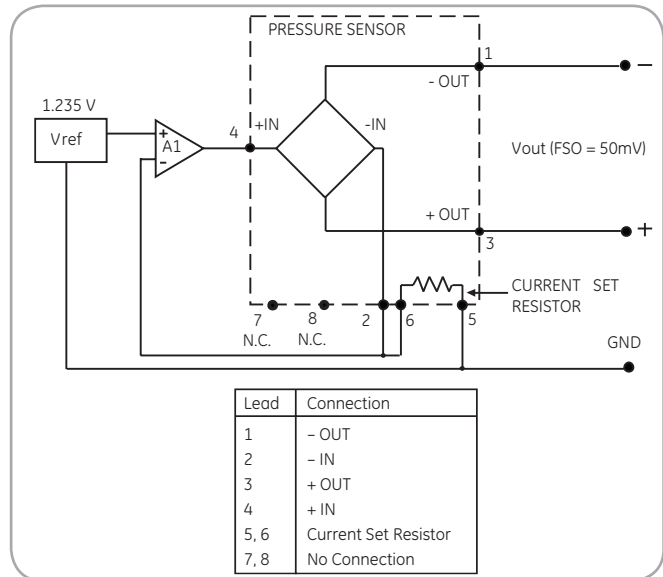 PRESSURE SENSOR
1
- OUT
−
1.235 V
Vref
+
A1
−
4
+IN
-IN
Vout (FSO = 50mV)
+ OUT
+
3
CURRENT SET
RESISTOR
7
8
2
6
5
N.C.
N.C.
GND
Lead Connection
1 – OUT
2 – IN
3 + OUT
4 + IN
5, 6 Current Set Resistor
7, 8 No Connection